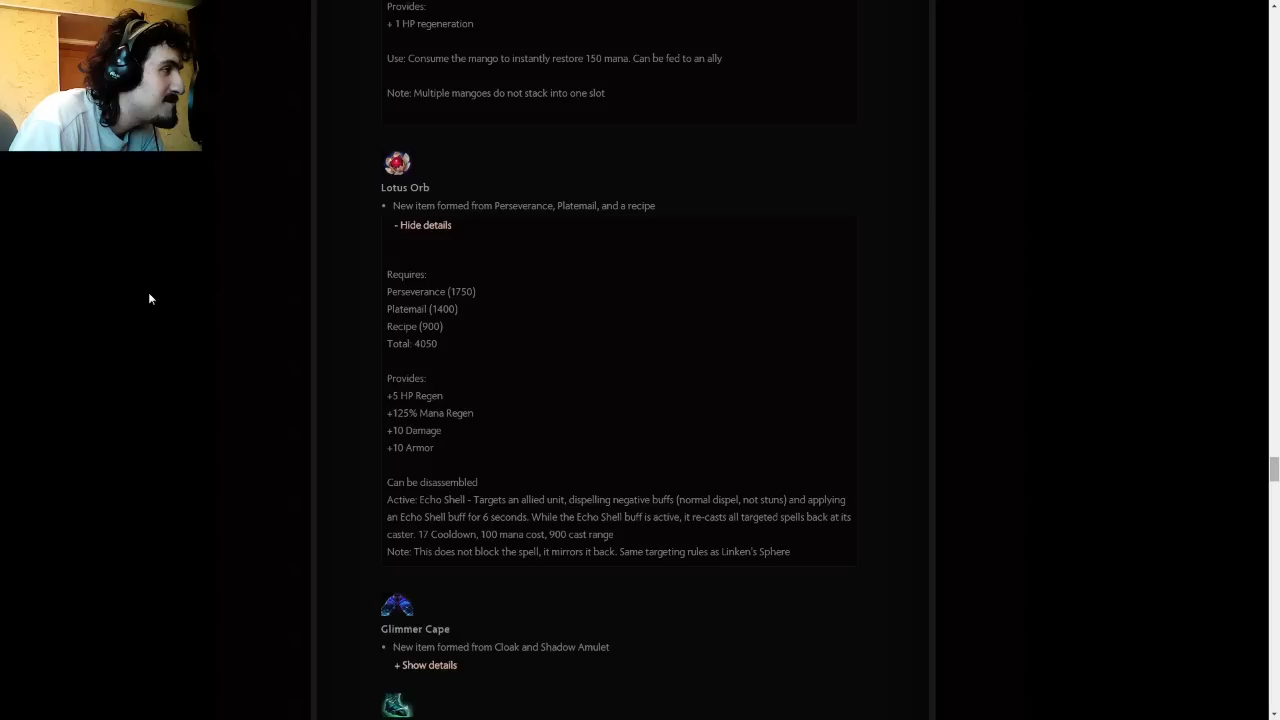 Provides:
+ 1 HP regeneration
Use: Consume the mango to instantly restore 150 mana. Can be fed to an ally
Note: Multiple mangoes do not stack into one slot
Lotus Orb
• New item formed from Perseverance, Platemail, and a recipe
- Hide details
Requires:
Perseverance (1750)
Platemail (1400)
Recipe (900)
Total: 4050
Provides:
+5 HP Regen
+125% Mana Regen
+10 Damage
+10 Armor
Can be disassembled
Active: Echo Shell - Targets an allied unit, dispelling negative buffs (normal dispel, not stuns) and applying
an Echo Shell buff for 6 seconds. While the Echo Shell buff is active, it re-casts all targeted spells back at its
caster. 17 Cooldown, 100 mana cost, 900 cast range
Note: This does not block the spell, it mirrors it back. Same targeting rules as Linken's Sphere
Glimmer Cape
• New item formed from Cloak and Shadow Amulet
+ Show details